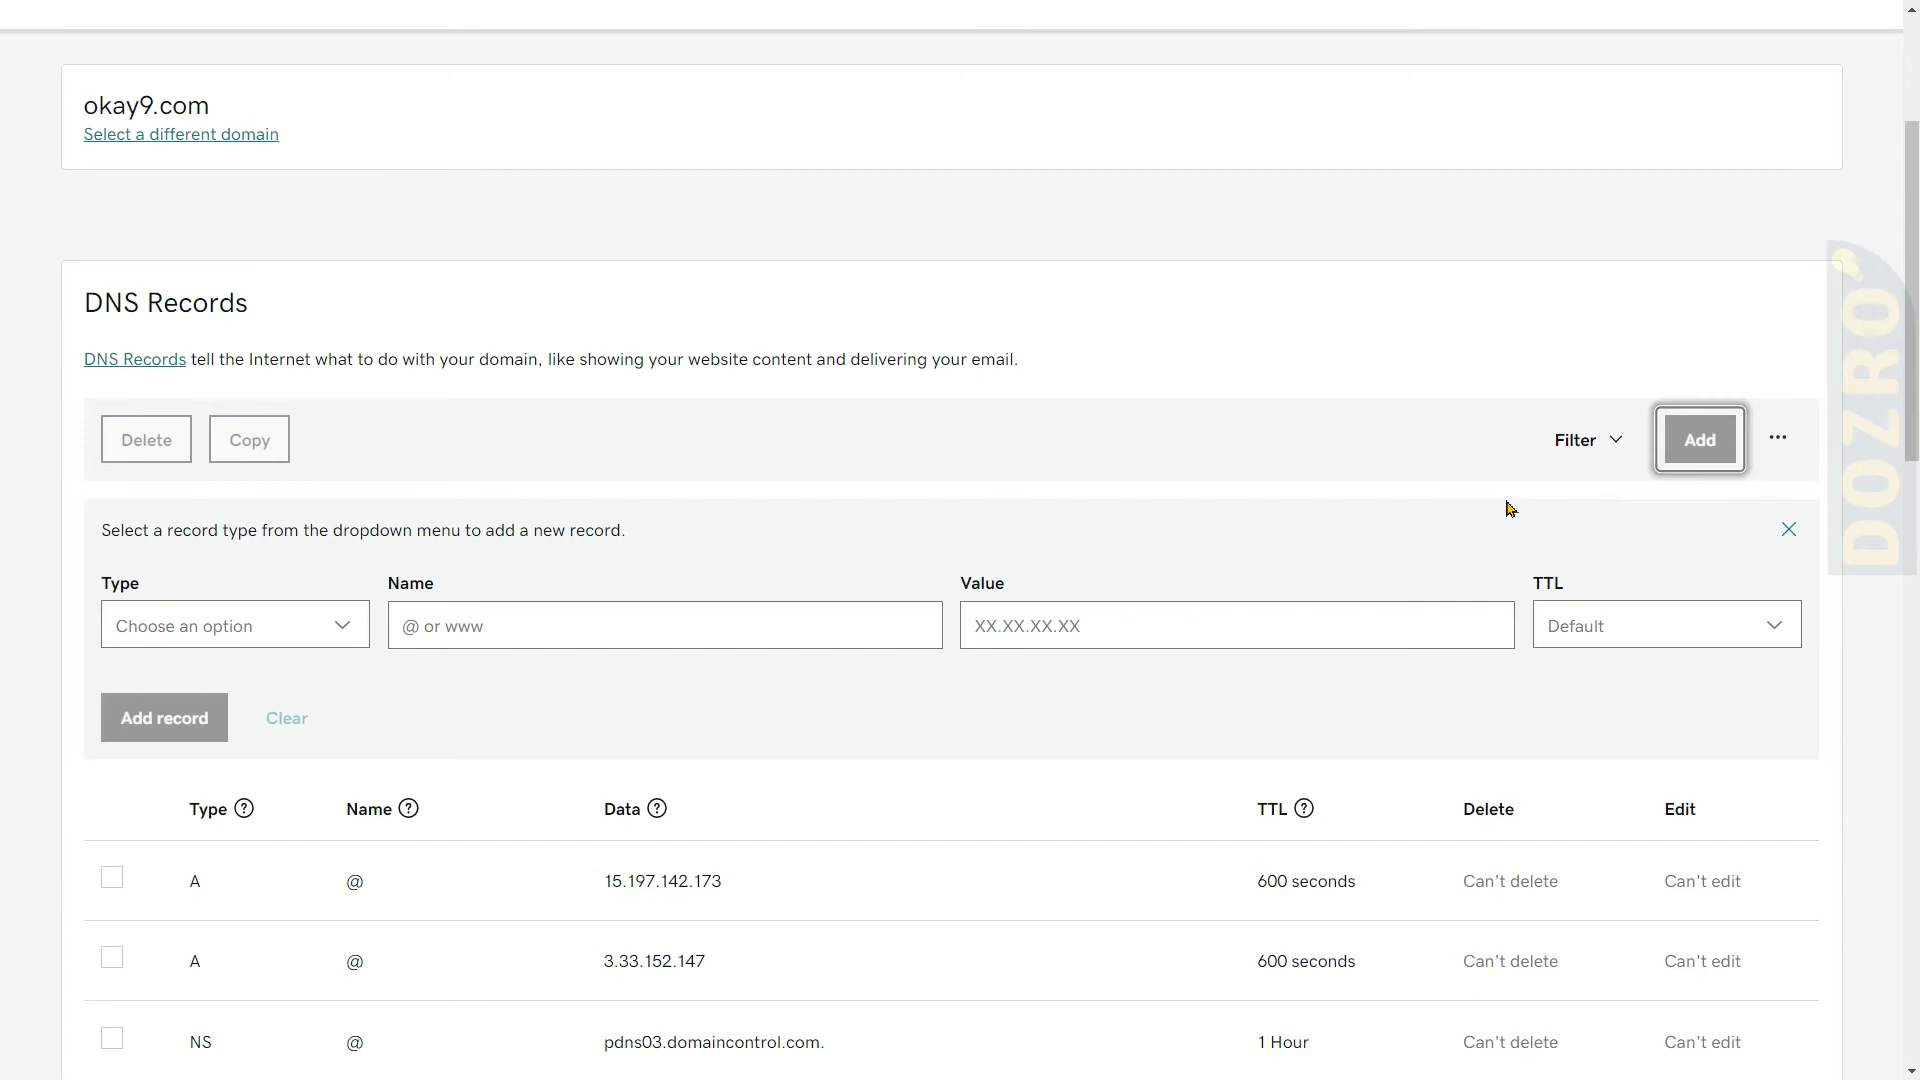 okay9.com
Select a different domain
DNS Records
DNS Records tell the Internet what to do with your domain, like showing your website content and delivering your email.
Delete Copy Filter Add ...
Select a record type from the dropdown menu to add a new record.
Type Name Value TTL
Choose an option @ or www XX.XX.XX.XX Default
Add record Clear
Type ? Name ? Data ? TTL ? Delete Edit
A @ 15.197.142.173 600 seconds Can't delete Can't edit
A @ 3.33.152.147 600 seconds Can't delete Can't edit
NS @ pdns03.domaincontrol.com. 1 Hour Can't delete Can't edit
DOZRO